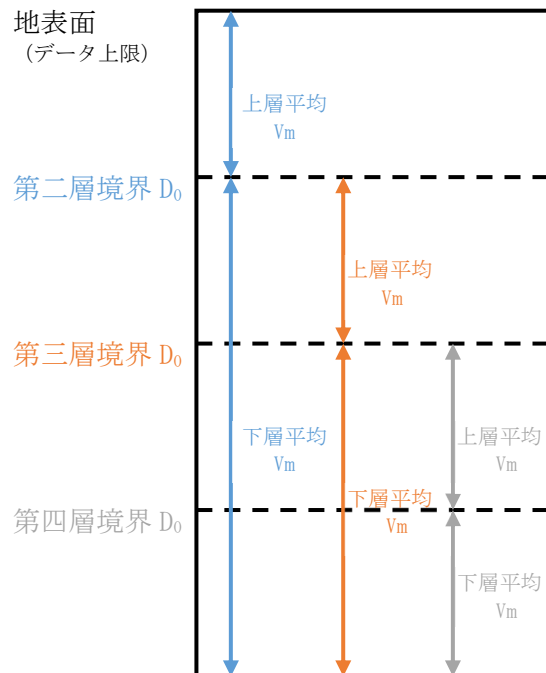 地表面
（データ上限）
上層平均
Vm
第二層境界 D₀
上層平均
Vm
第三層境界 D₀
下層平均
Vm
上層平均
Vm
下層平均
Vm
第四層境界 D₀
下層平均
Vm